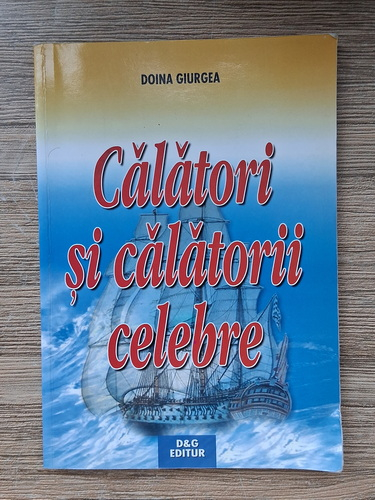 DOINA GIURGEA
Călători
și călătorii
celebre
D&G
EDITUR